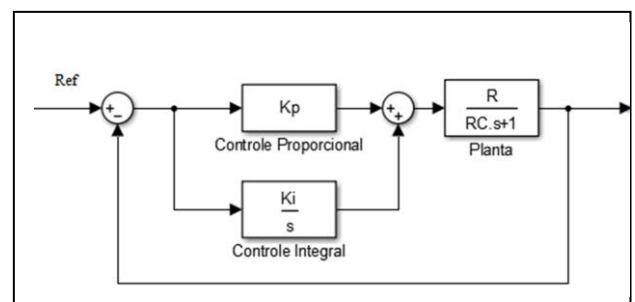 Ref
+
−
Kp
Controle Proporcional
+
+
R
RC.s+1
Planta
Ki
s
Controle Integral